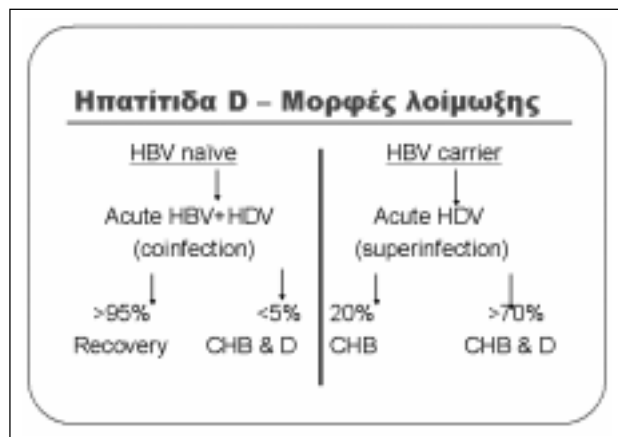 Ηπατίτιδα D – Μορφές λοίμωξης
HBV naïve
Acute HBV+HDV
(coinfection)
>95% <5%
Recovery CHB & D
HBV carrier
Acute HDV
(superinfection)
20% >70%
CHB CHB & D